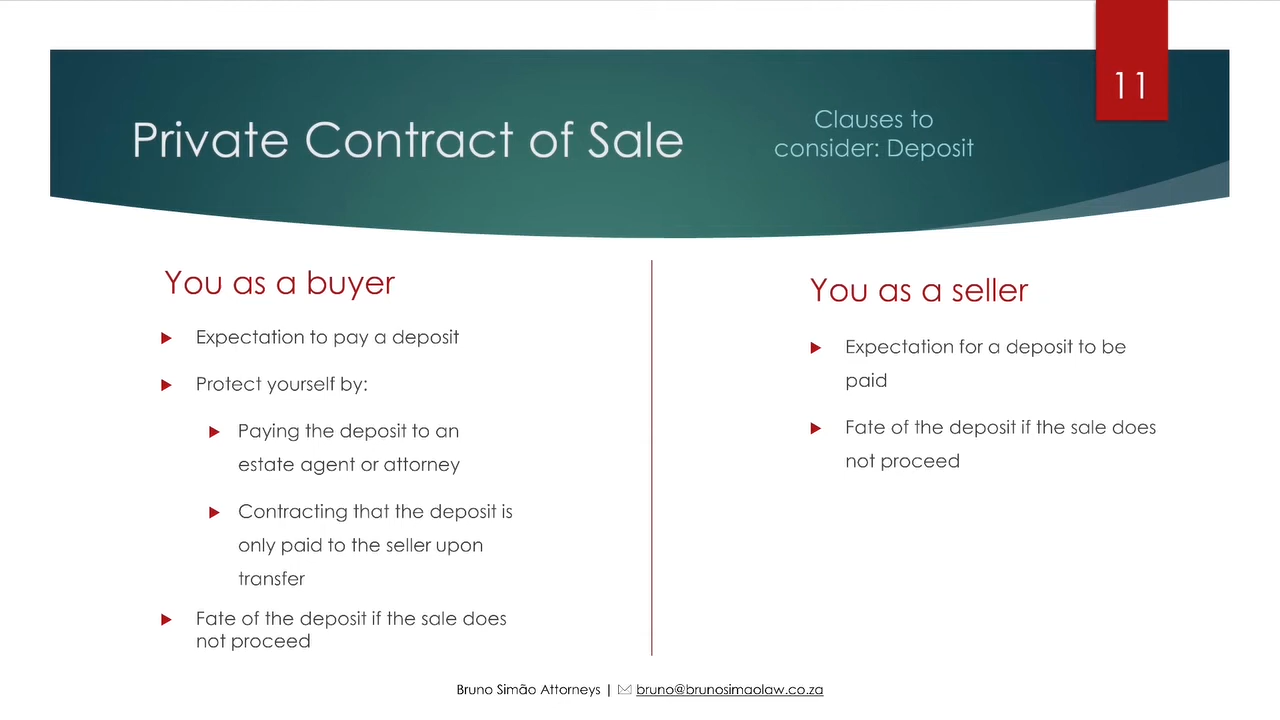 11
Private Contract of Sale
Clauses to
consider: Deposit
You as a buyer
Expectation to pay a deposit
Protect yourself by:
Paying the deposit to an
estate agent or attorney
Contracting that the deposit is
only paid to the seller upon
transfer
Fate of the deposit if the sale does
not proceed
You as a seller
Expectation for a deposit to be
paid
Fate of the deposit if the sale does
not proceed
Bruno Simão Attorneys | ✉ bruno@brunosimaolaw.co.za